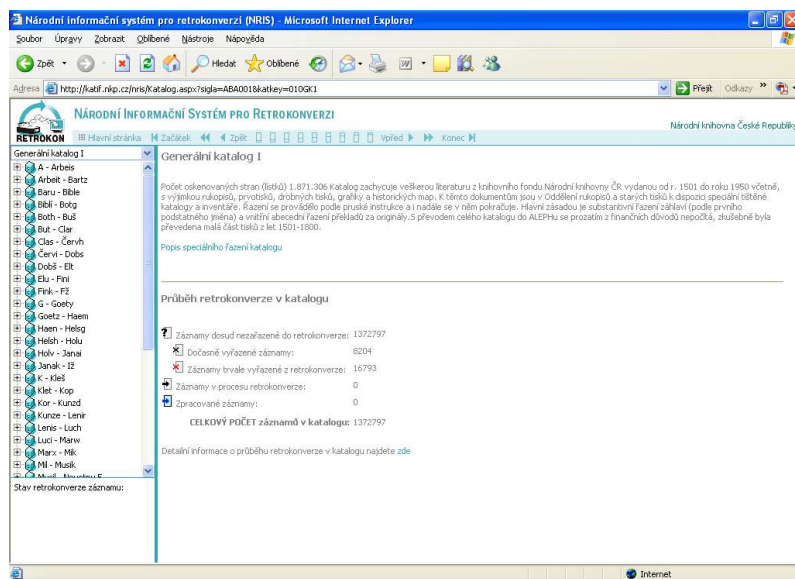 Národní informační systém pro retrokonverzi (NRIS) - Microsoft Internet Explorer
Soubor Úpravy Zobrazit Oblíbené Nástroje Nápověda
Zpět Hledat Oblíbené
Adresa http://katif.nkp.cz/nris/Katalog.aspx?sigla=ABA001&katkey=010GK1 Přejít Odkazy »
RETROKON
NÁRODNÍ INFORMAČNÍ SYSTÉM PRO RETROKONVERZI
Národní knihovna České Republiky
Hlavní stránka Začátek Zpět Vpřed Konec
Generální katalog I
A - Arbeis
Arbeit - Bartz
Baru - Bible
Bibli - Botg
Both - Buš
But - Clar
Clas - Červh
Červi - Dobs
Dobš - Elt
Elu - Fini
Fink - Fž
G - Goety
Goetz - Haem
Haen - Helsg
Helsh - Holu
Holv - Janai
Janak - Iž
K - Kleš
Klet - Kop
Kor - Kunzd
Kunze - Lenir
Lenis - Luch
Luci - Marw
Marx - Mik
Mil - Musik
Stav retrokonverze záznamu:
Generální katalog I
Počet oskenovaných stran (lístků) 1.871.306 Katalog zachycuje veškerou literaturu z knihovního fondu Národní knihovny ČR vydanou od r. 1501 do roku 1950 včetně,
s výjimkou rukopisů, prvotisků, drobných tisků, grafiky a historických map. K těmto dokumentům jsou v Oddělení rukopisů a starých tisků k dispozici speciální tištěné
katalogy a inventáře. Řazení se provádělo podle pruské instrukce a i nadále se v něm pokračuje. Hlavní zásadou je substantivní řazení záhlaví (podle prvního
podstatného jména) a vnitřní abecední řazení překladů za originály.S převodem celého katalogu do ALEPHu se prozatím z finančních důvodů nepočítá, zkušebně byla
převedena malá část tisků z let 1501-1800.
Popis speciálního řazení katalogu
Průběh retrokonverze v katalogu
Záznamy dosud nezařazené do retrokonverze: 1372797
Dočasně vyřazené záznamy: 8204
Záznamy trvale vyřazené z retrokonverze: 16793
Záznamy v procesu retrokonverze: 0
Zpracované záznamy: 0
CELKOVÝ POČET záznamů v katalogu: 1372797
Detailní informace o průběhu retrokonverze v katalogu najdete zde
Internet